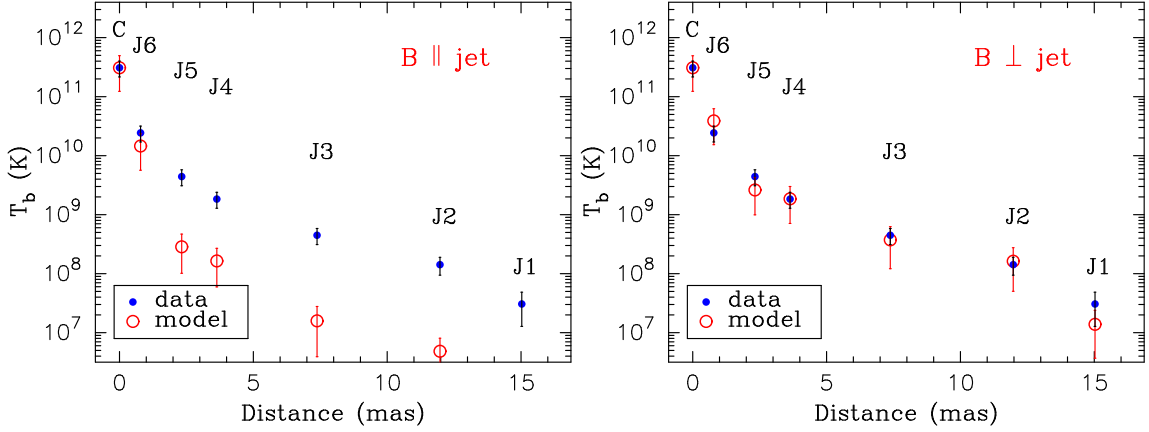 B ∥ jet
C
J6
J5
J4
J3
J2
J1
10¹²
10¹¹
10¹⁰
10⁹
10⁸
10⁷
T_b (K)
data
model
0 5 10 15
Distance (mas)
B ⊥ jet
C
J6
J5
J4
J3
J2
J1
10¹²
10¹¹
10¹⁰
10⁹
10⁸
10⁷
T_b (K)
data
model
0 5 10 15
Distance (mas)